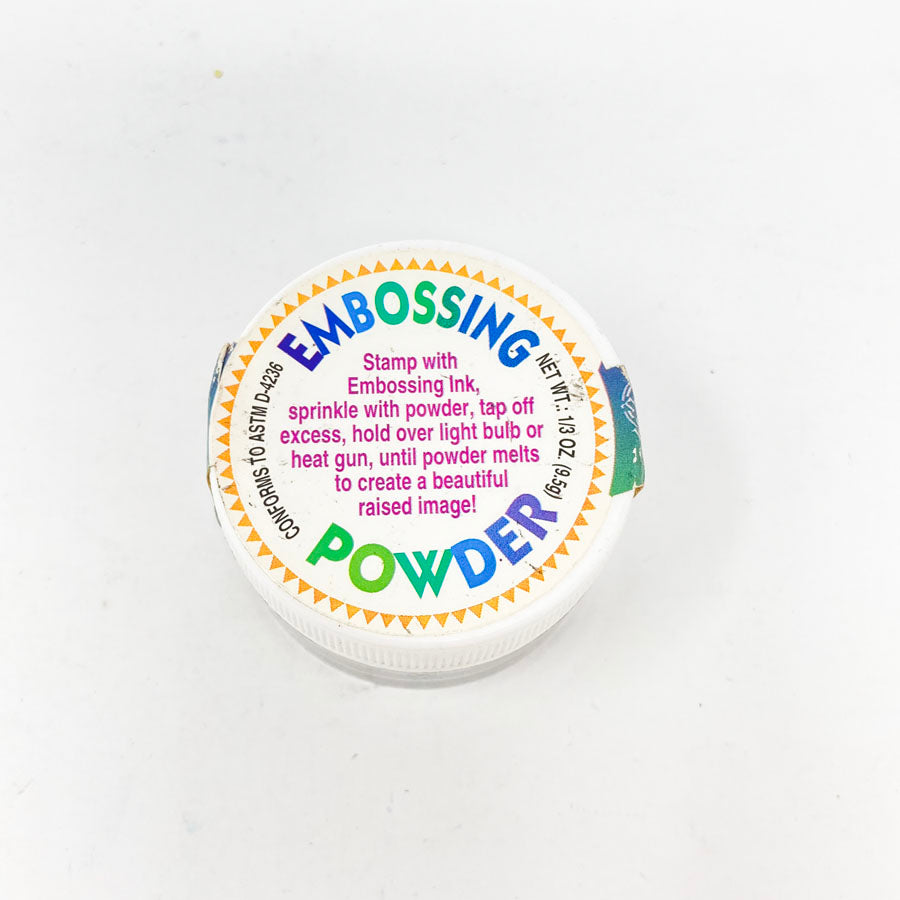 EMBOSSING
Stamp with
Embossing Ink,
sprinkle with powder, tap off
excess, hold over light bulb or
heat gun, until powder melts
to create a beautiful
raised image!
POWDER
CONFORMS TO ASTM D-4236
NET WT.: 1/3 OZ. (9.5g)